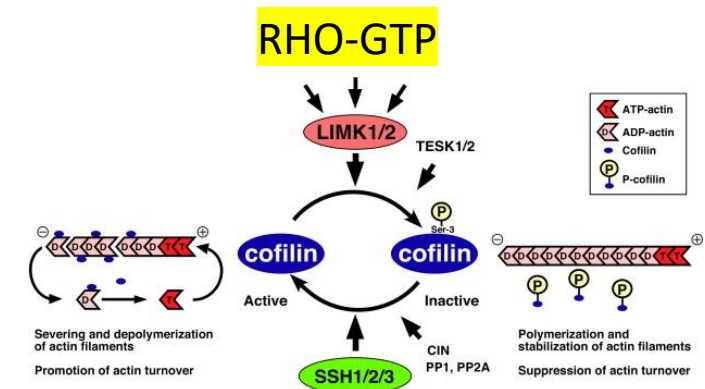 RHO-GTP
LIMK1/2
TESK1/2
T ATP-actin
D ADP-actin
Cofilin
P P-cofilin
P
Ser-3
cofilin
cofilin
Active
Inactive
⊖ ⊕
D D D D D D D T T
D T
Severing and depolymerization
of actin filaments
Promotion of actin turnover
⊖ ⊕
D D D D D D D D D D T T
P P P
Polymerization and
stabilization of actin filaments
Suppression of actin turnover
CIN
PP1, PP2A
SSH1/2/3